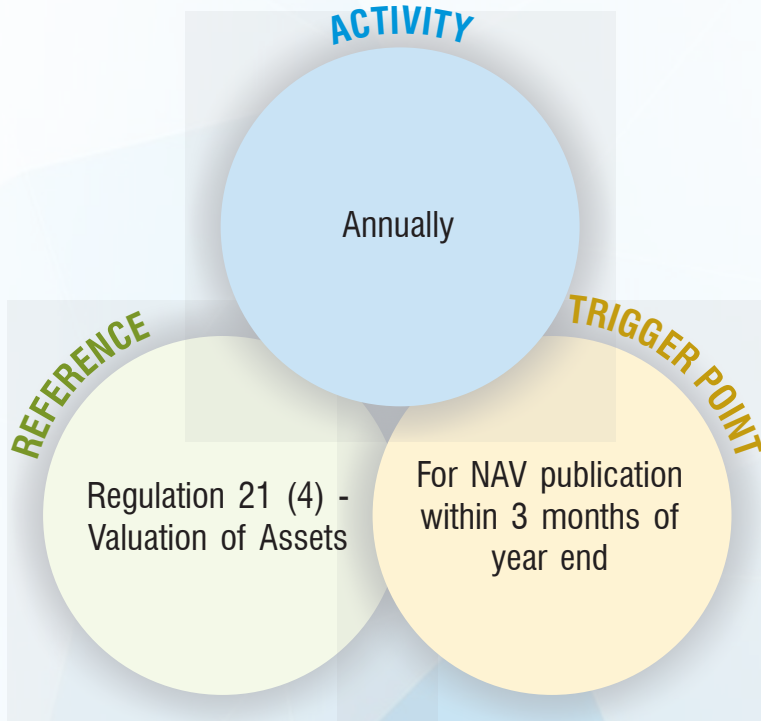 ACTIVITY
Annually
REFERENCE
Regulation 21 (4) -
Valuation of Assets
TRIGGER POINT
For NAV publication
within 3 months of
year end